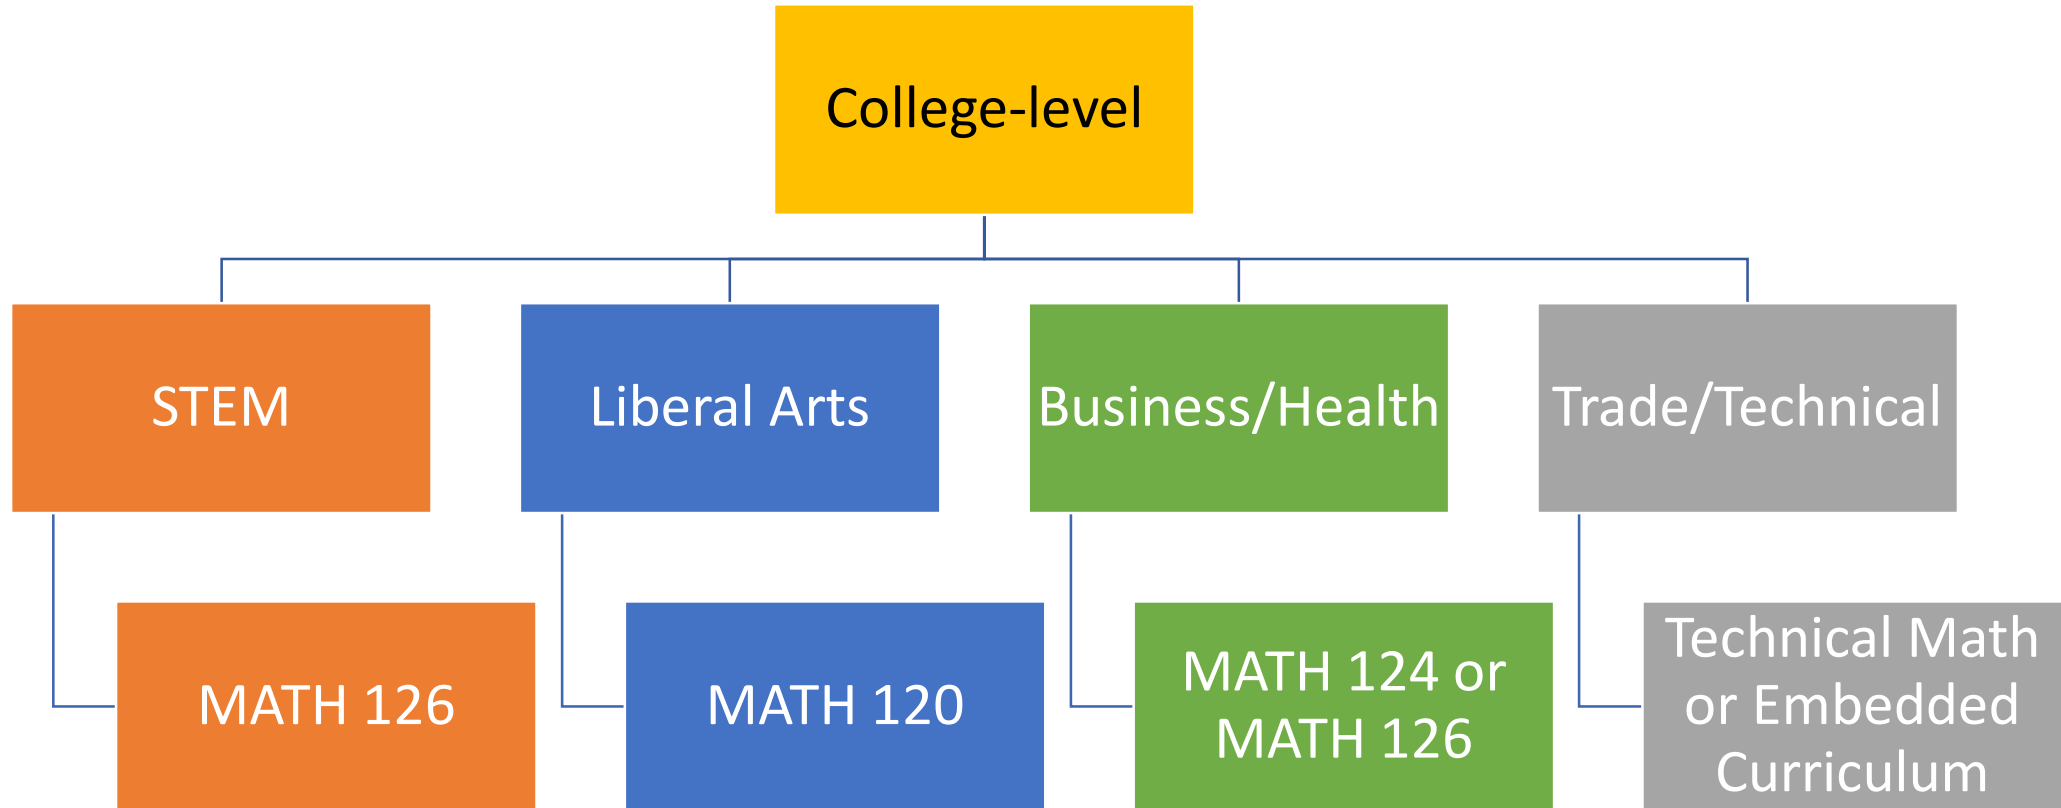 College-level
STEM
Liberal Arts
Business/Health
Trade/Technical
MATH 126
MATH 120
MATH 124 or
MATH 126
Technical Math
or Embedded
Curriculum